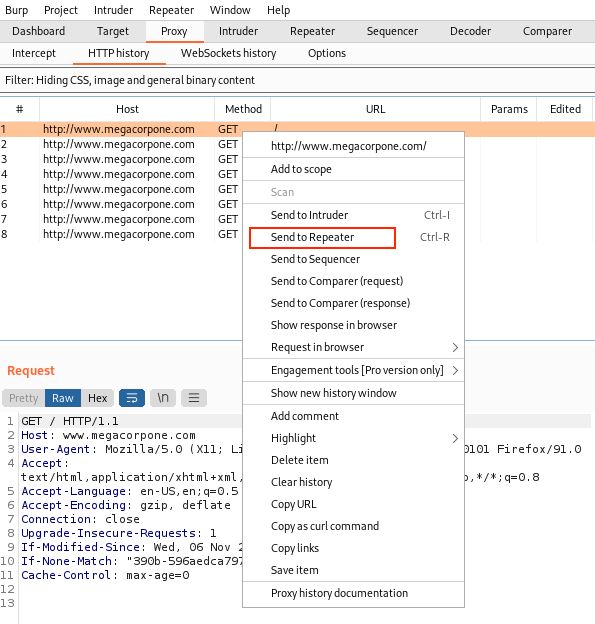 Burp Project Intruder Repeater Window Help
Dashboard Target Proxy Intruder Repeater Sequencer Decoder Comparer
Intercept HTTP history WebSockets history Options
Filter: Hiding CSS, image and general binary content
# Host Method URL Params Edited
1 http://www.megacorpone.com GET /
2 http://www.megacorpone.com GET
3 http://www.megacorpone.com GET
4 http://www.megacorpone.com GET
5 http://www.megacorpone.com GET
6 http://www.megacorpone.com GET
7 http://www.megacorpone.com GET
8 http://www.megacorpone.com GET
http://www.megacorpone.com/
Add to scope
Scan
Send to Intruder Ctrl-I
Send to Repeater Ctrl-R
Send to Sequencer
Send to Comparer (request)
Send to Comparer (response)
Show response in browser
Request in browser
Engagement tools [Pro version only]
Show new history window
Add comment
Highlight
Delete item
Clear history
Copy URL
Copy as curl command
Copy links
Save item
Proxy history documentation
Request
Pretty Raw Hex \n
1 GET / HTTP/1.1
2 Host: www.megacorpone.com
3 User-Agent: Mozilla/5.0 (X11; Li 0101 Firefox/91.0
4 Accept:
text/html,application/xhtml+xml, ,*/*;q=0.8
5 Accept-Language: en-US,en;q=0.5
6 Accept-Encoding: gzip, deflate
7 Connection: close
8 Upgrade-Insecure-Requests: 1
9 If-Modified-Since: Wed, 06 Nov 2
10 If-None-Match: "390b-596aedca797
11 Cache-Control: max-age=0
12
13